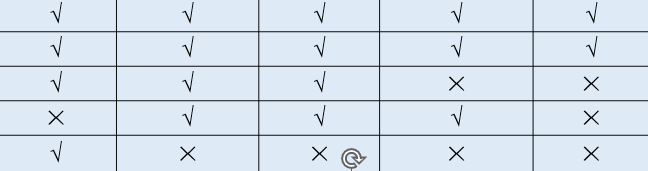 √ √ √ √ √
√ √ √ √ √
√ √ √ × ×
× √ √ √ ×
√ × × × ×